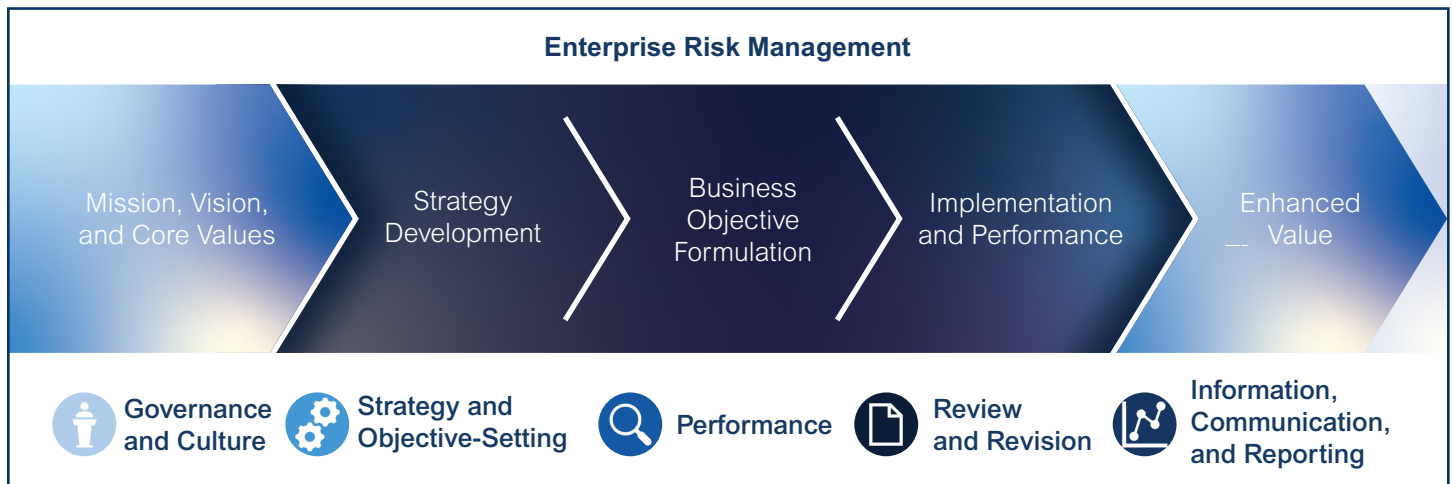 Enterprise Risk Management
Mission, Vision,
and Core Values
Strategy
Development
Business
Objective
Formulation
Implementation
and Performance
Enhanced
Value
Governance
and Culture
Strategy and
Objective-Setting
Performance
Review
and Revision
Information,
Communication,
and Reporting